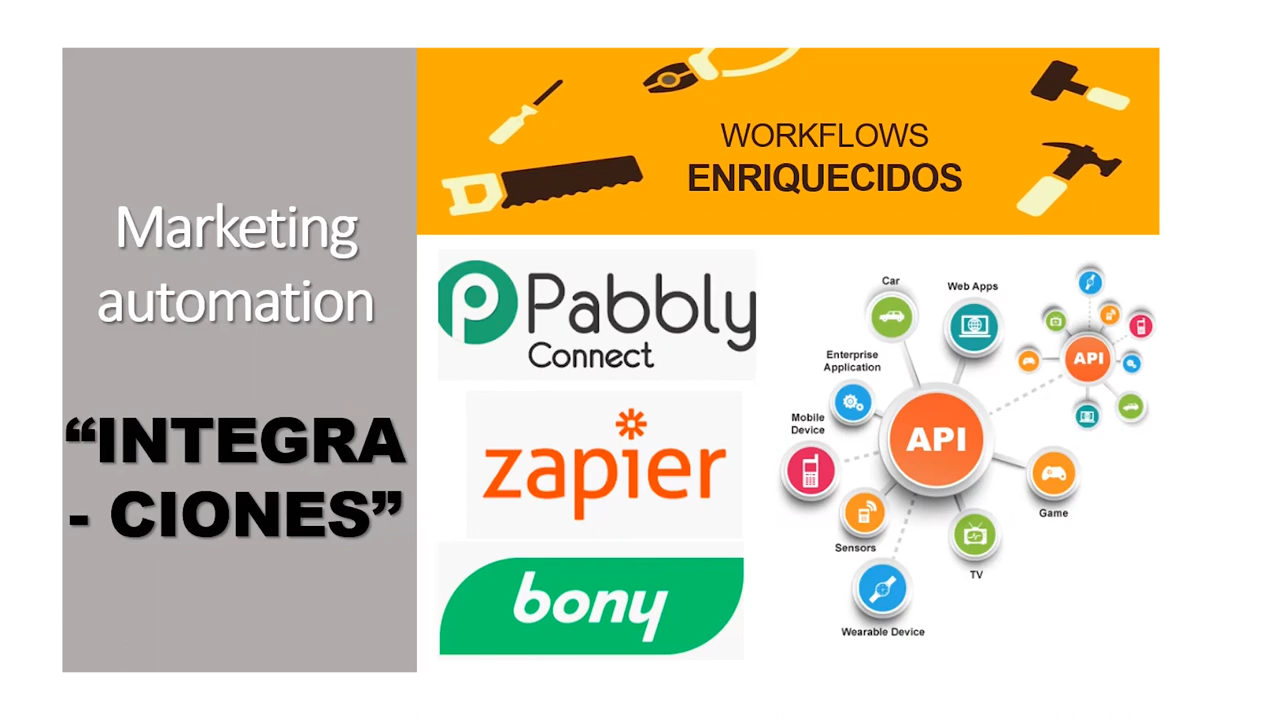 Marketing
automation
“INTEGRA
- CIONES”
WORKFLOWS
ENRIQUECIDOS
Pabbly
Connect
zapier
bony
Car
Web Apps
Enterprise
Application
Mobile
Device
API
API
Game
Sensors
TV
Wearable Device